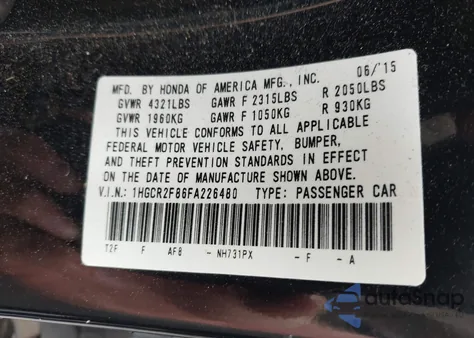 06/'15
MFD. BY HONDA OF AMERICA MFG., INC.
GVWR 4321LBS GAWR F 2315LBS R 2050LBS
GVWR 1960KG GAWR F 1050KG R 930KG
THIS VEHICLE CONFORMS TO ALL APPLICABLE
FEDERAL MOTOR VEHICLE SAFETY, BUMPER,
AND THEFT PREVENTION STANDARDS IN EFFECT
ON THE DATE OF MANUFACTURE SHOWN ABOVE.
V.I.N.: 1HGCR2F86FA226480 TYPE: PASSENGER CAR
T2F F AF8 - NH731PX - F - A
autoSnap